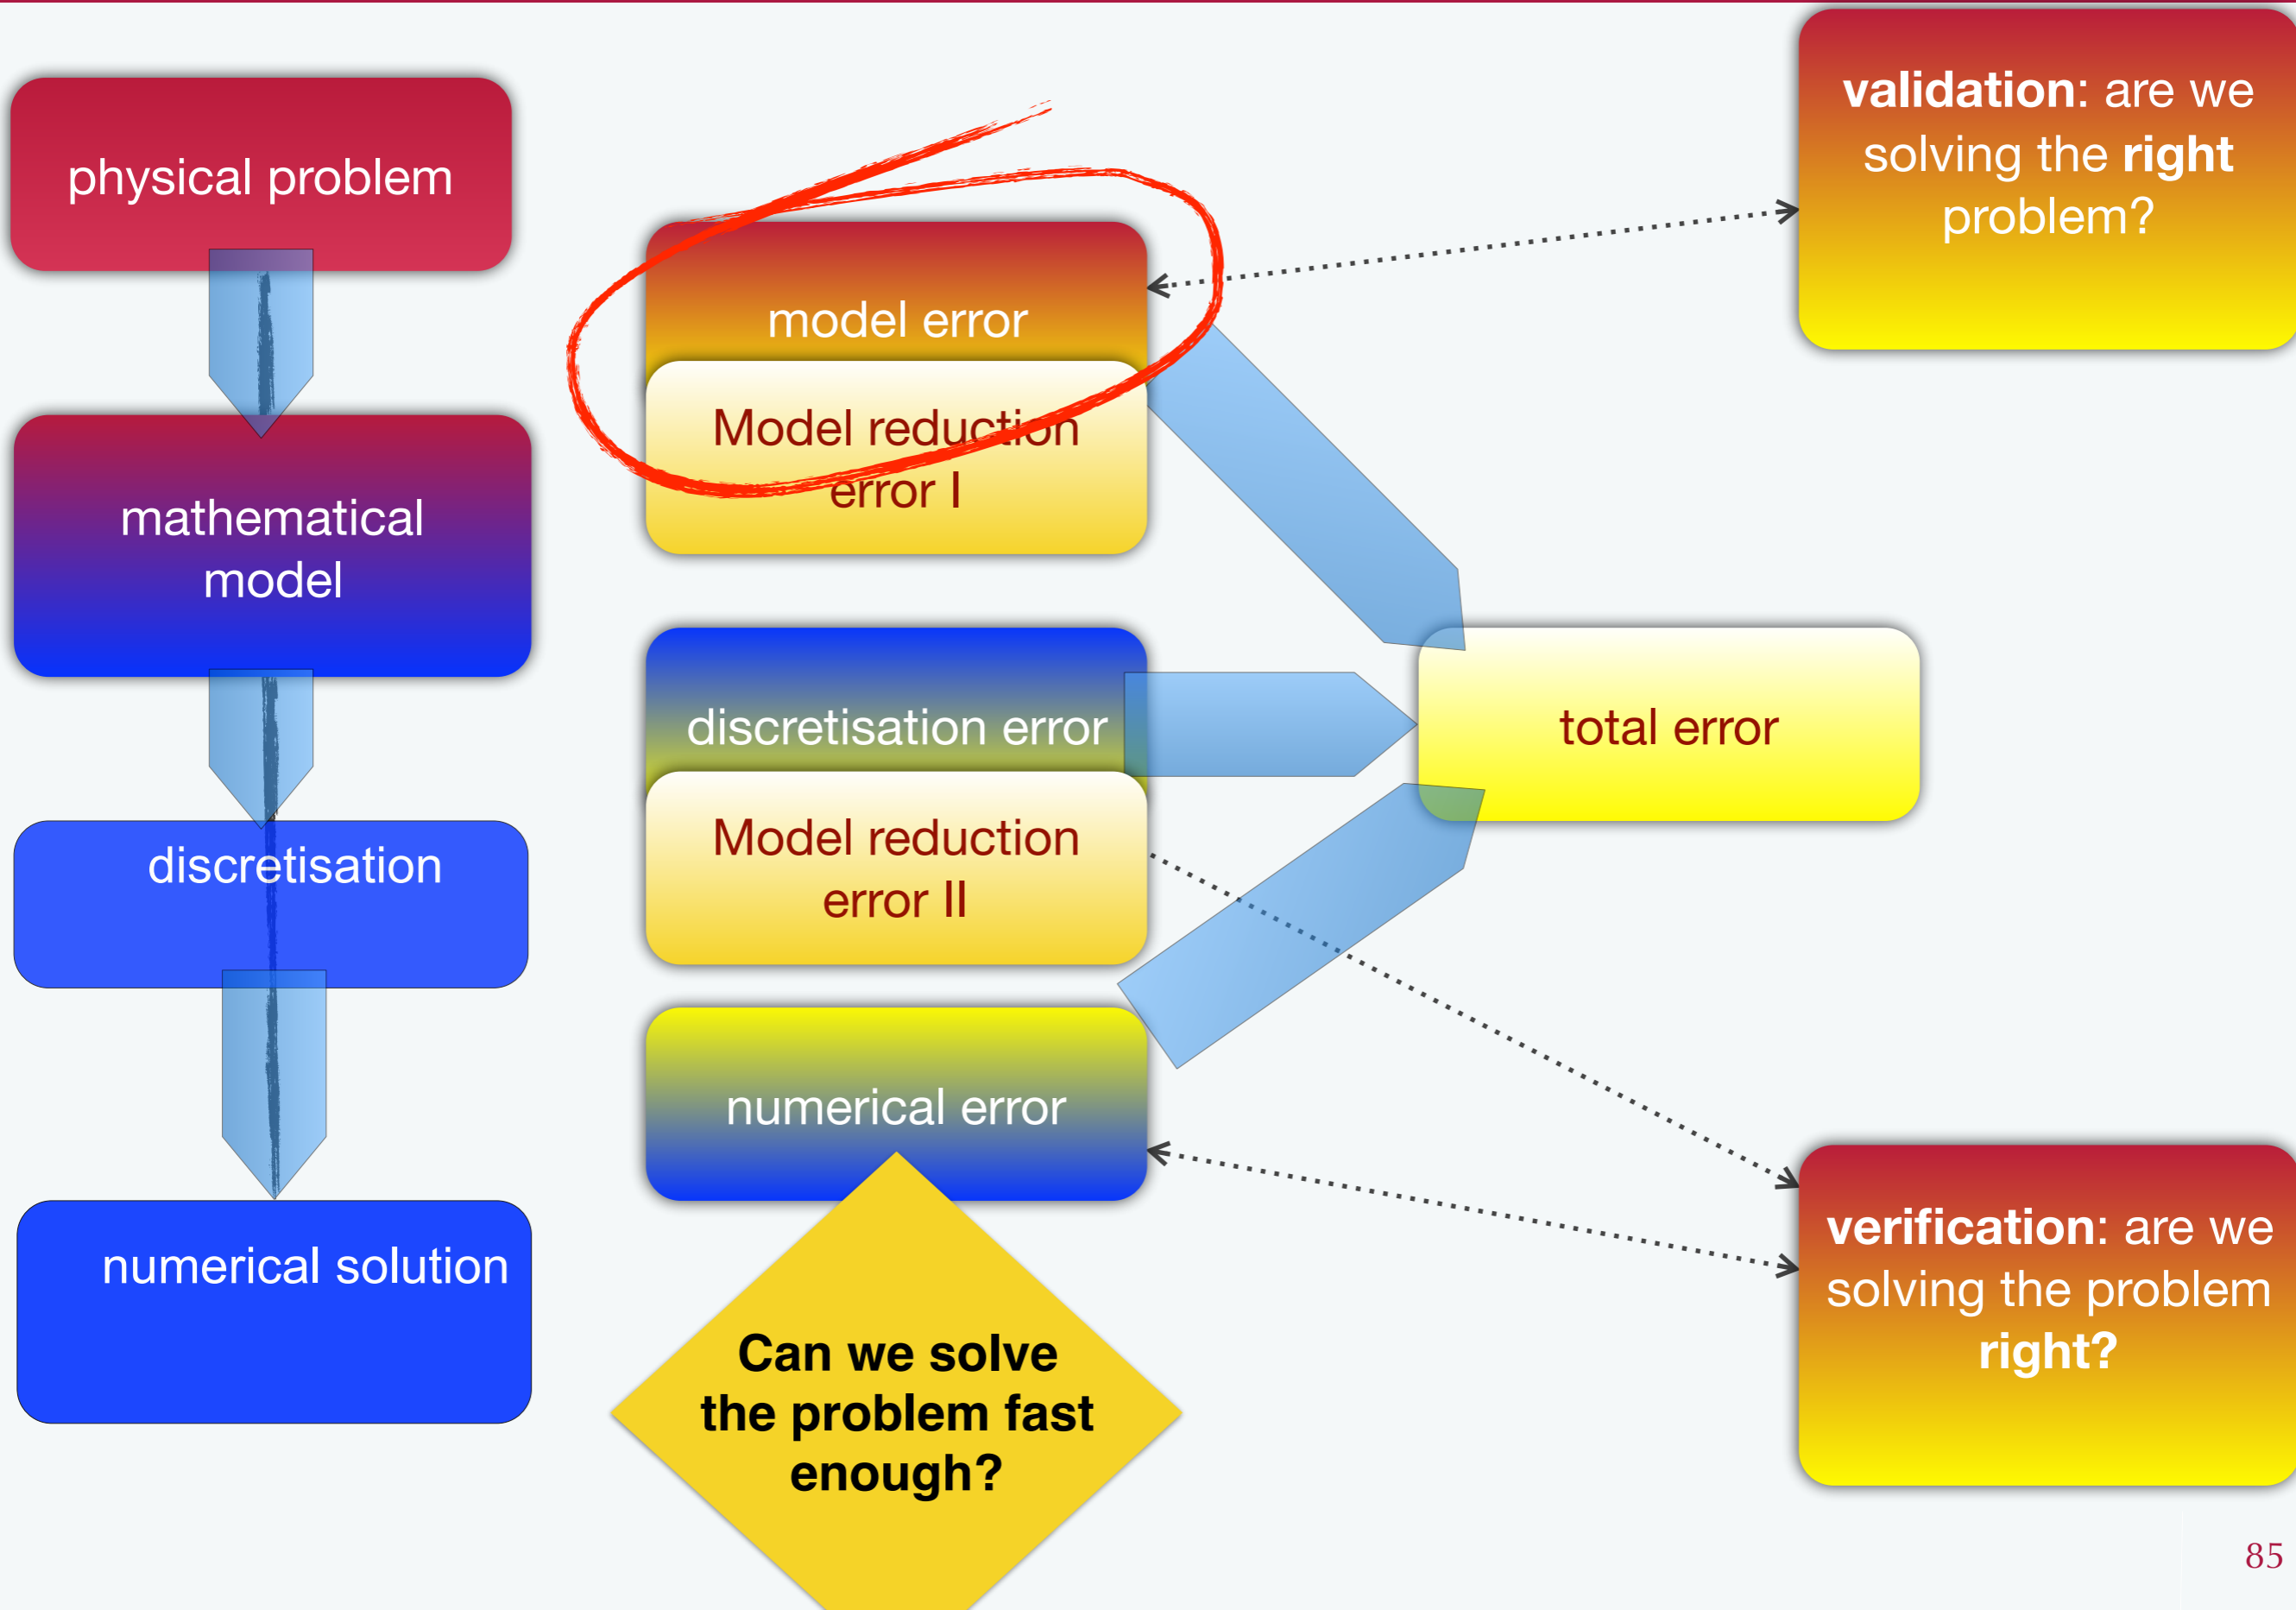 physical problem
mathematical
model
discretisation
numerical solution
model error
Model reduction
error I
discretisation error
Model reduction
error II
numerical error
Can we solve
the problem fast
enough?
total error
validation: are we
solving the right
problem?
verification: are we
solving the problem
right?
85